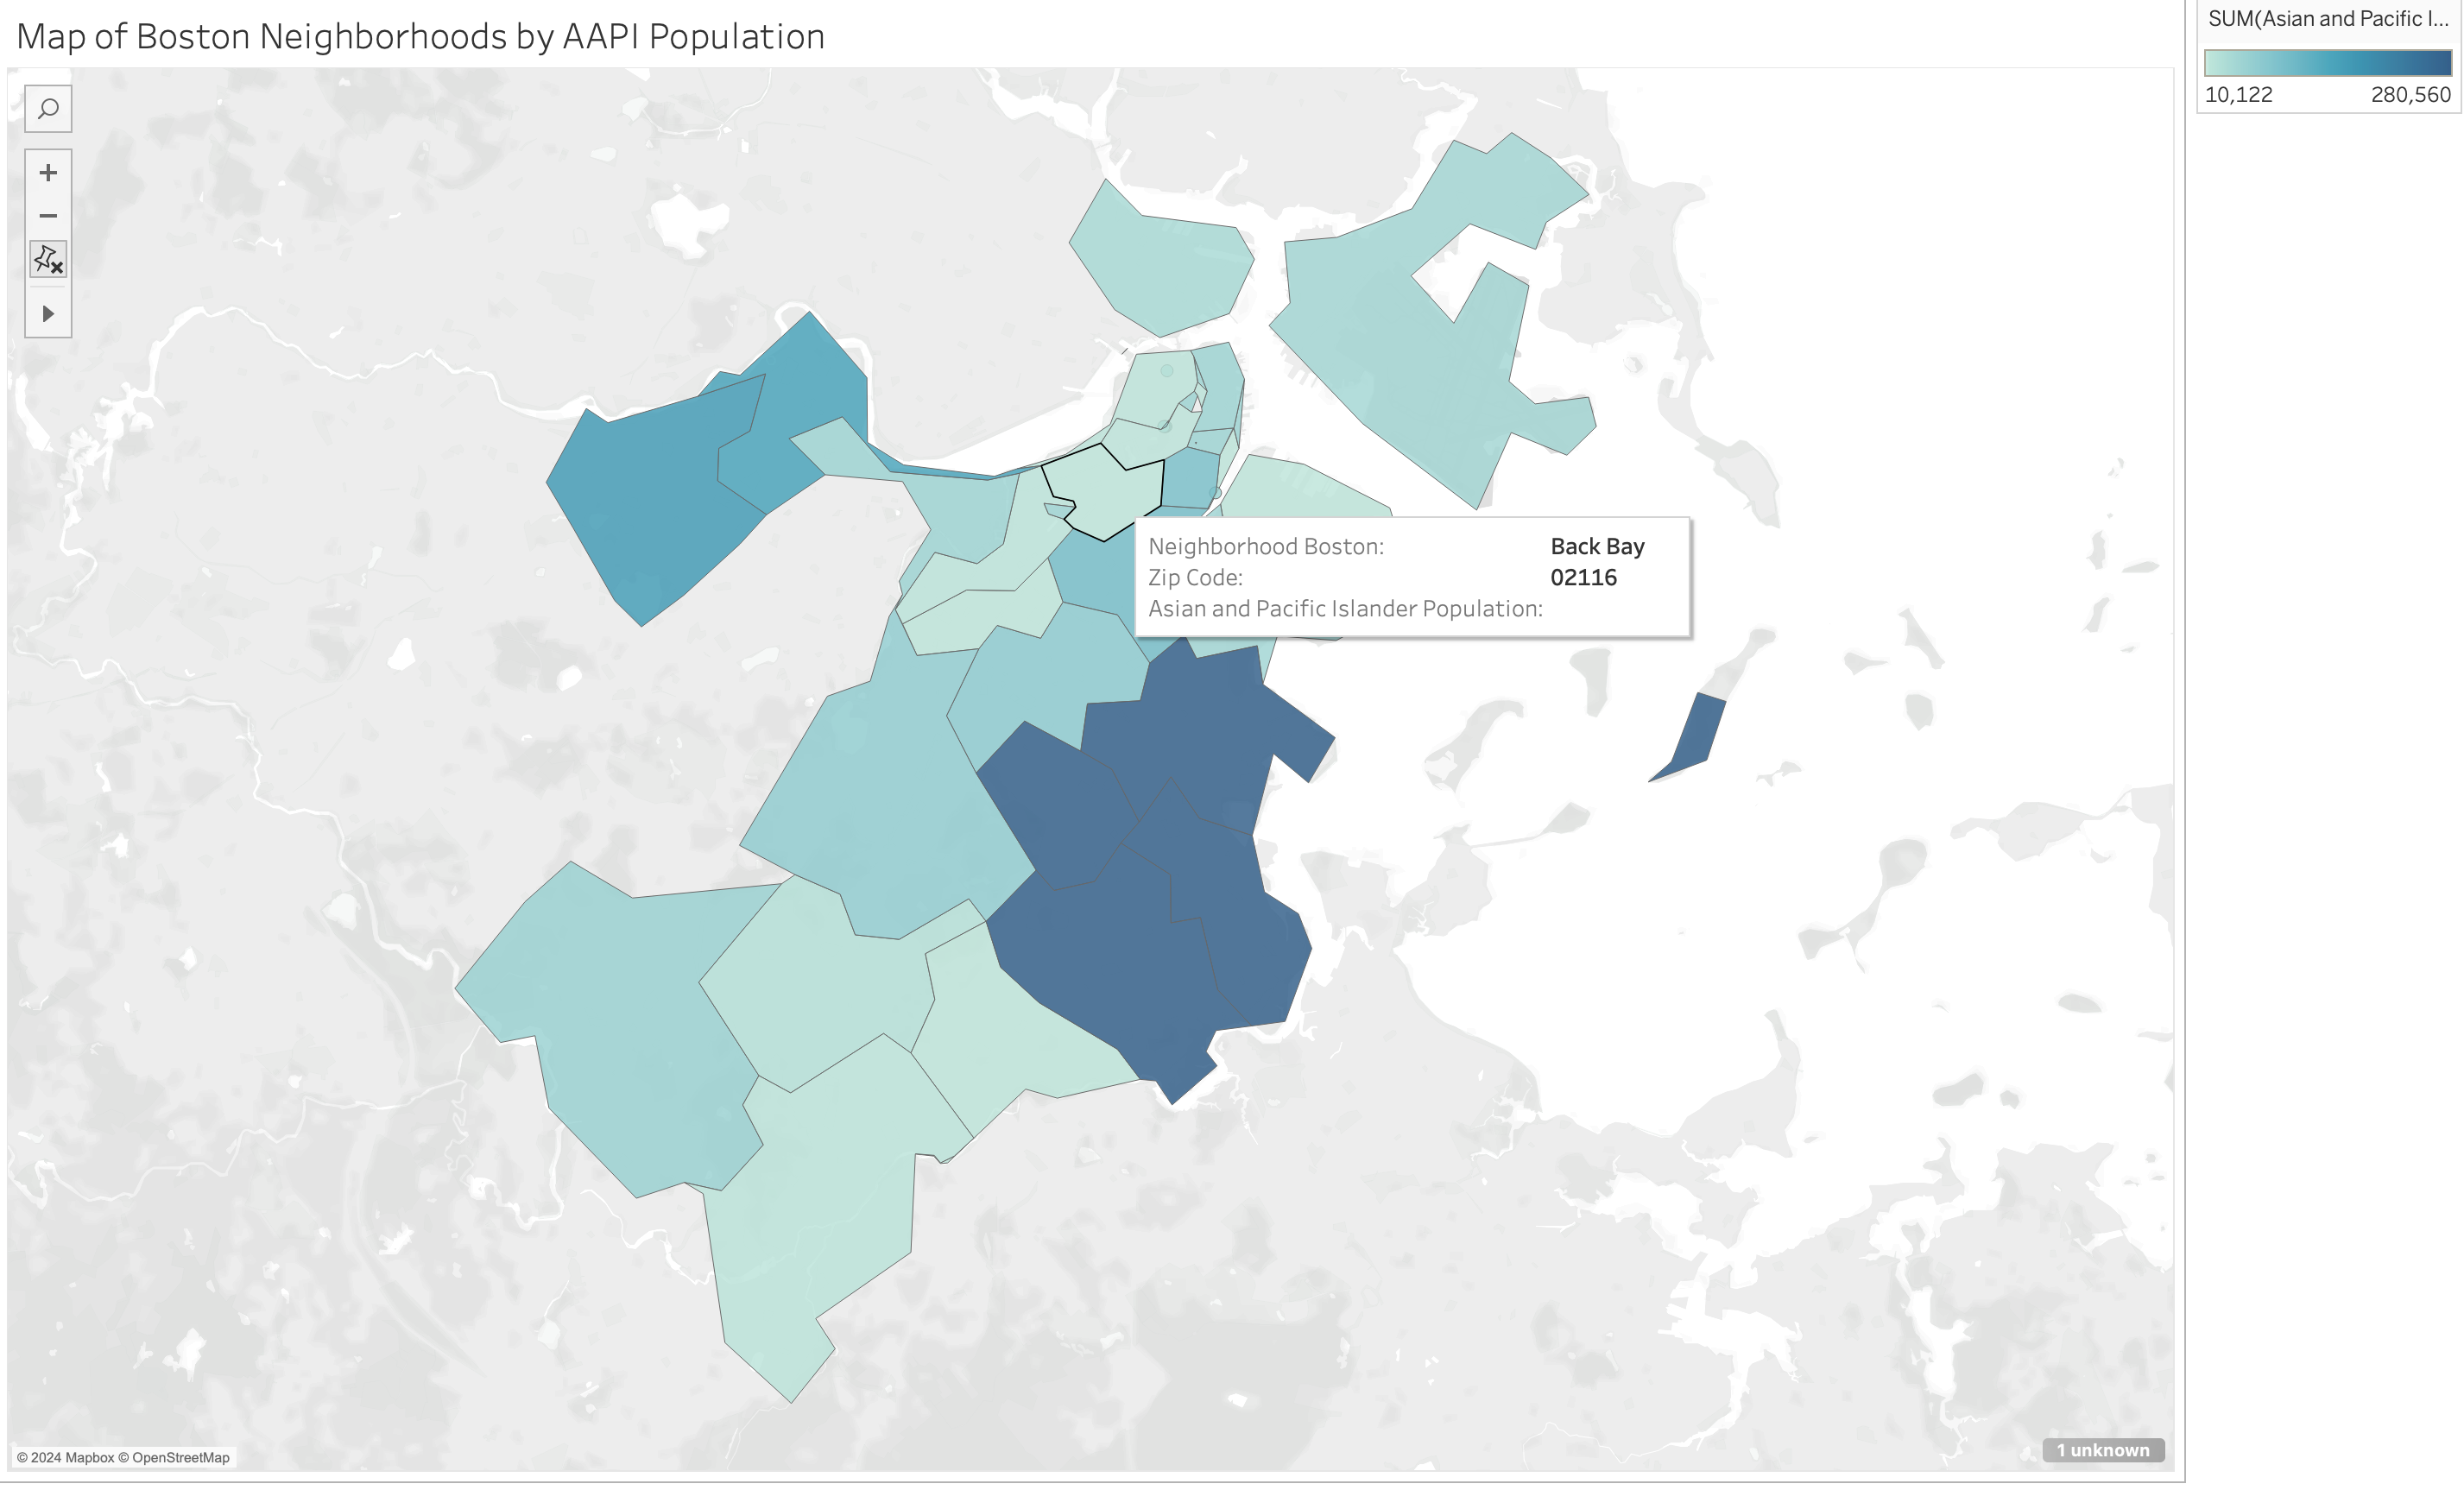 Map of Boston Neighborhoods by AAPI Population
SUM(Asian and Pacific I...
10,122 280,560
Neighborhood Boston: Back Bay
Zip Code: 02116
Asian and Pacific Islander Population:
© 2024 Mapbox © OpenStreetMap
1 unknown